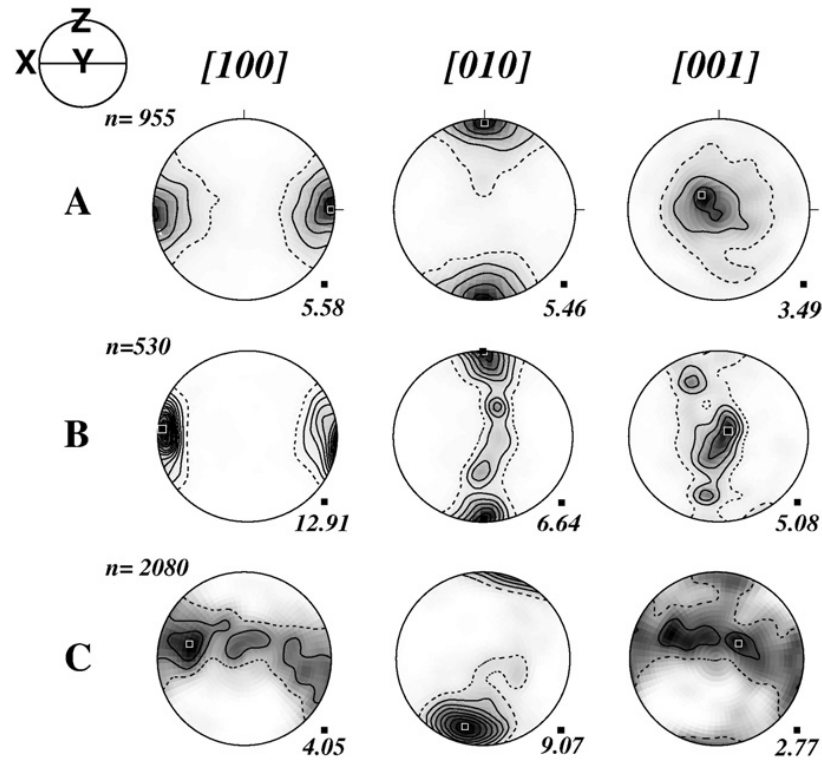 Z
X Y
[100] [010] [001]
n= 955
A
5.58 5.46 3.49
n=530
B
12.91 6.64 5.08
n= 2080
C
4.05 9.07 2.77